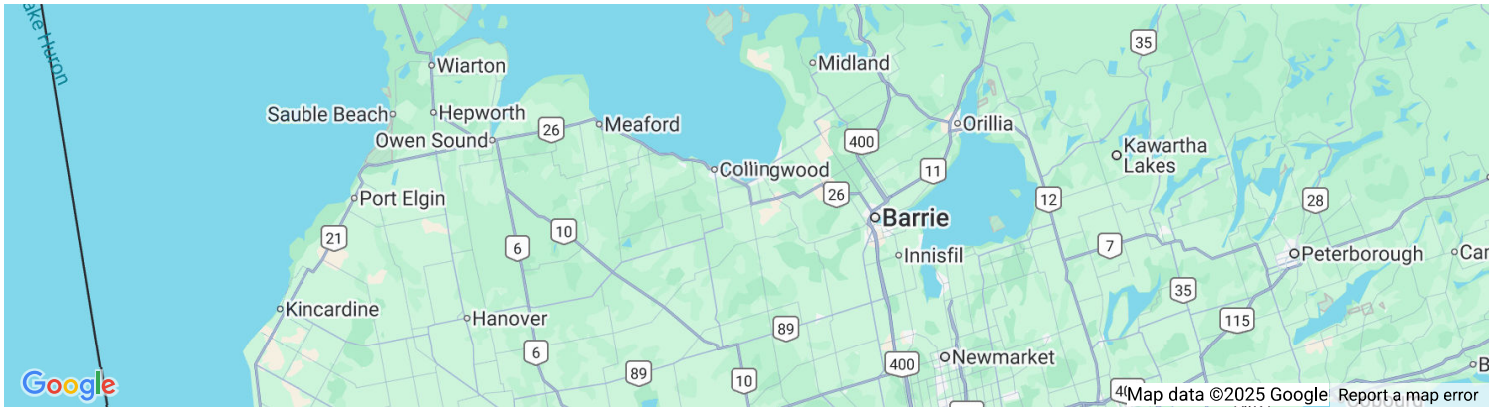 ake Huron
35
Wiarton
Midland
Sauble Beach
Hepworth
26
Meaford
Orillia
Owen Sound
400
Kawartha
Lakes
Collingwood
11
26
Port Elgin
12
28
Barrie
21
6
10
7
Innisfil
Peterborough
Car
35
Kincardine
Hanover
89
115
6
Newmarket
400
89
10
Google
Map data ©2025 Google
Report a map error